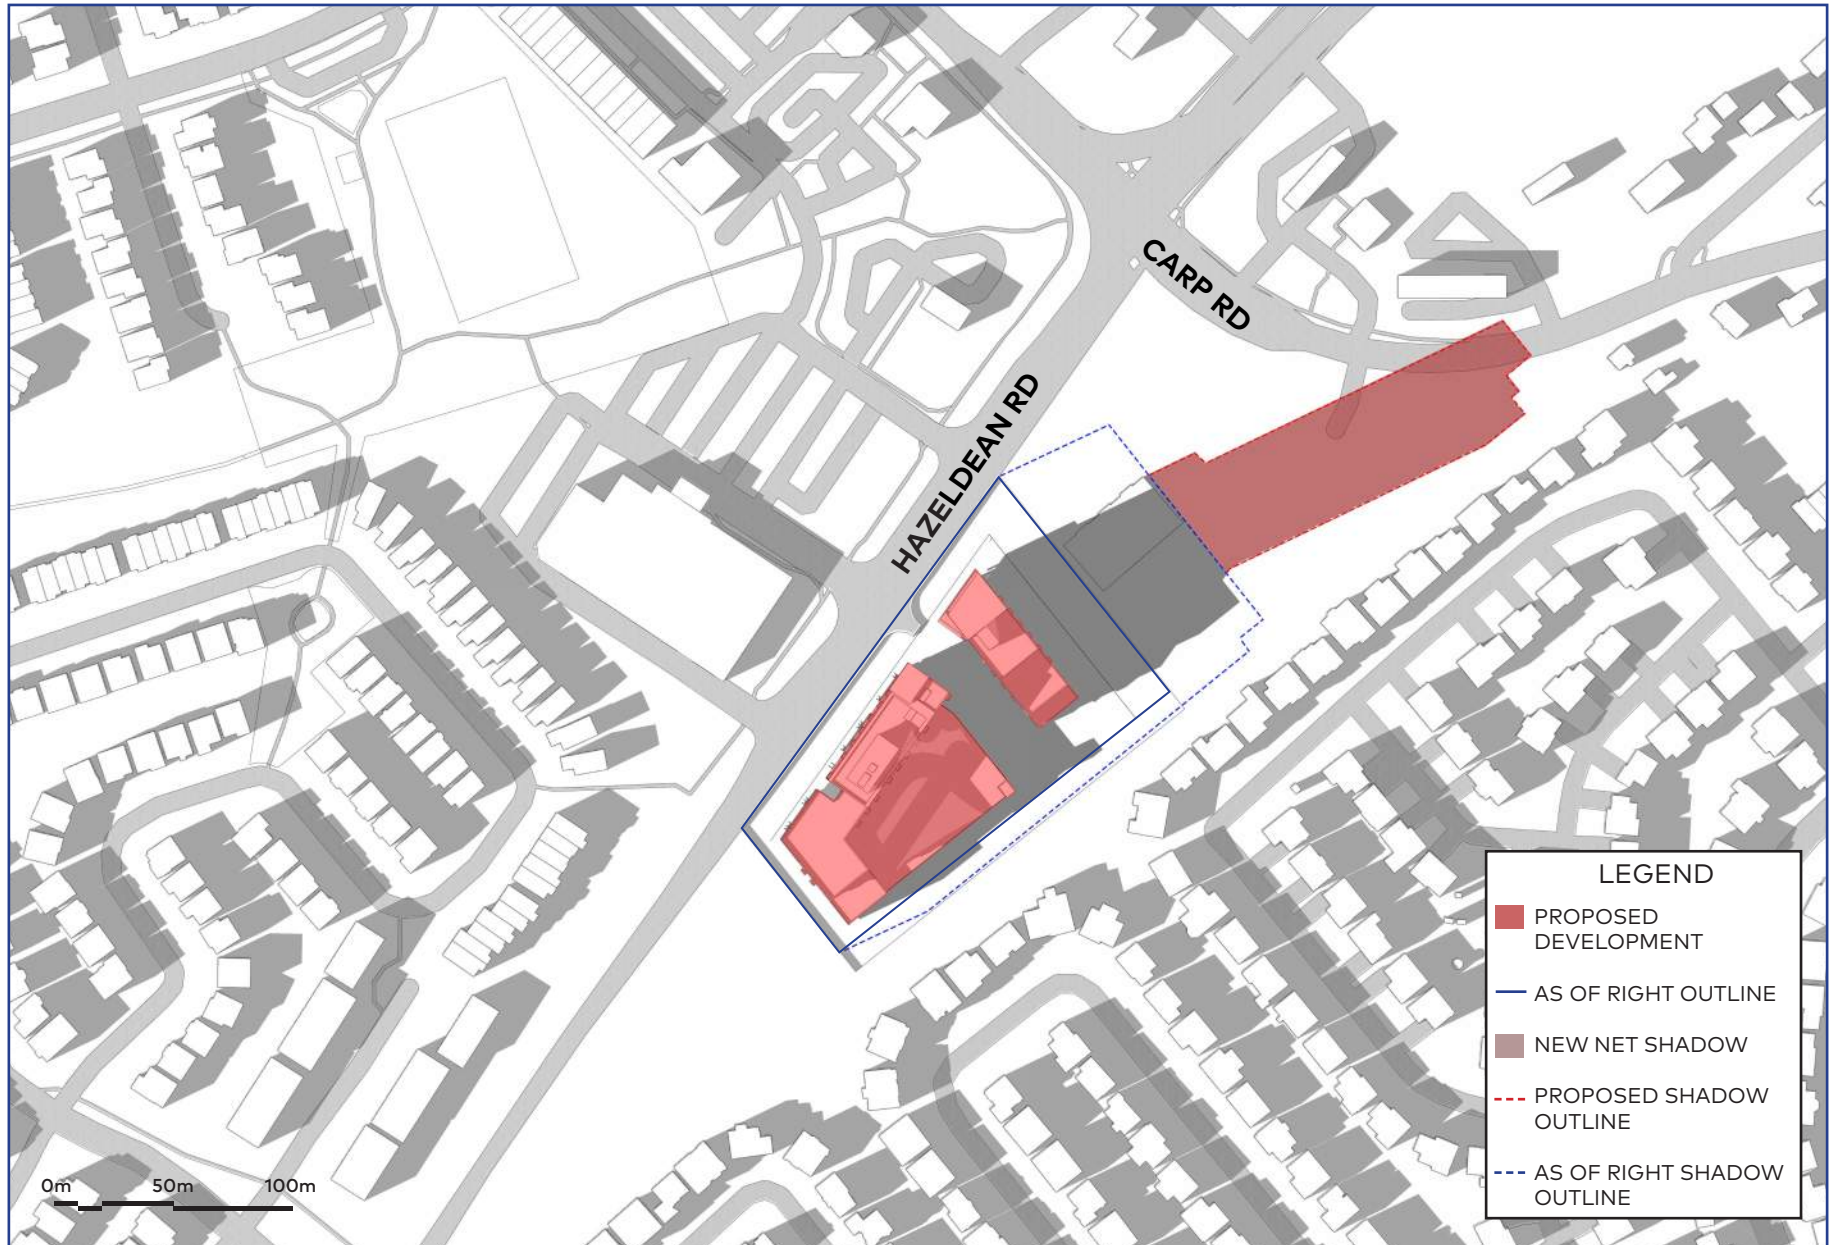 CARP RD
HAZELDEAN RD
LEGEND
PROPOSED
DEVELOPMENT
AS OF RIGHT OUTLINE
NEW NET SHADOW
PROPOSED SHADOW
OUTLINE
AS OF RIGHT SHADOW
OUTLINE
0m 50m 100m